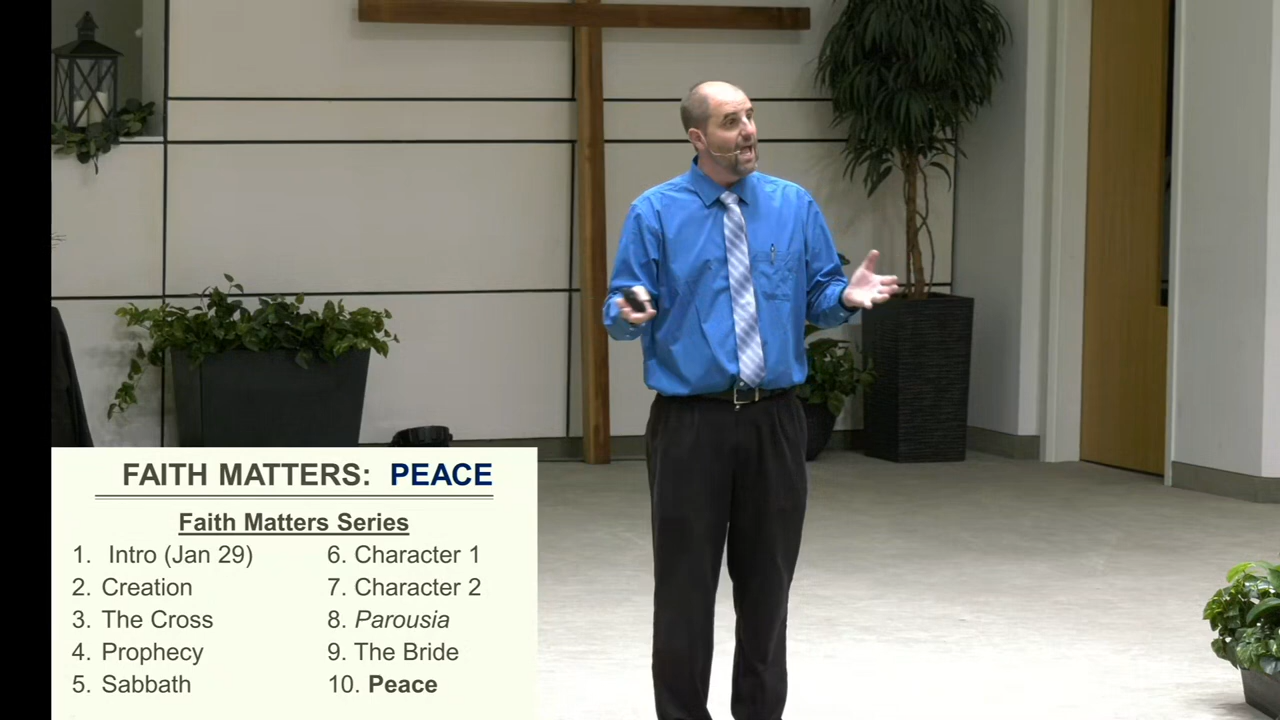 FAITH MATTERS: PEACE
Faith Matters Series
1. Intro (Jan 29)
2. Creation
3. The Cross
4. Prophecy
5. Sabbath
6. Character 1
7. Character 2
8. Parousia
9. The Bride
10. Peace